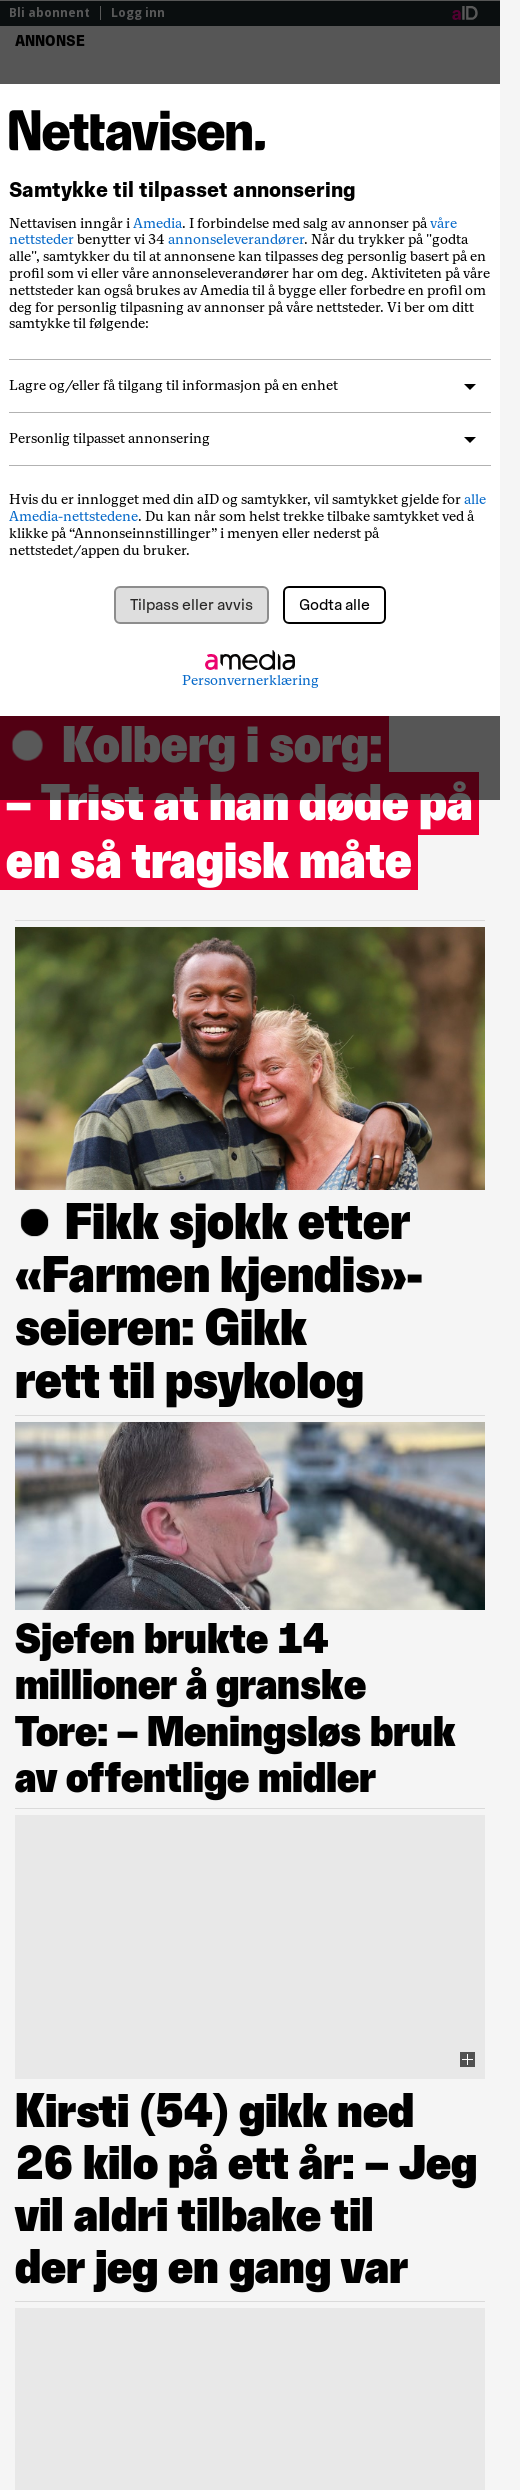 Bli abonnent | Logg inn
aID
ANNONSE
Nettavisen.
Samtykke til tilpasset annonsering
Nettavisen inngår i Amedia. I forbindelse med salg av annonser på våre
nettsteder benytter vi 34 annonseleverandører. Når du trykker på "godta
alle", samtykker du til at annonsene kan tilpasses deg personlig basert på en
profil som vi eller våre annonseleverandører har om deg. Aktiviteten på våre
nettsteder kan også brukes av Amedia til å bygge eller forbedre en profil om
deg for personlig tilpasning av annonser på våre nettsteder. Vi ber om ditt
samtykke til følgende:
Lagre og/eller få tilgang til informasjon på en enhet
Personlig tilpasset annonsering
Hvis du er innlogget med din aID og samtykker, vil samtykket gjelde for alle
Amedia-nettstedene. Du kan når som helst trekke tilbake samtykket ved å
klikke på “Annonseinnstillinger” i menyen eller nederst på
nettstedet/appen du bruker.
Tilpass eller avvis
Godta alle
amedia
Personvernerklæring
Kolberg i sorg:
– Trist at han døde på
en så tragisk måte
Fikk sjokk etter
«Farmen kjendis»-
seieren: Gikk
rett til psykolog
Sjefen brukte 14
millioner å granske
Tore: – Meningsløs bruk
av offentlige midler
Kirsti (54) gikk ned
26 kilo på ett år: – Jeg
vil aldri tilbake til
der jeg en gang var